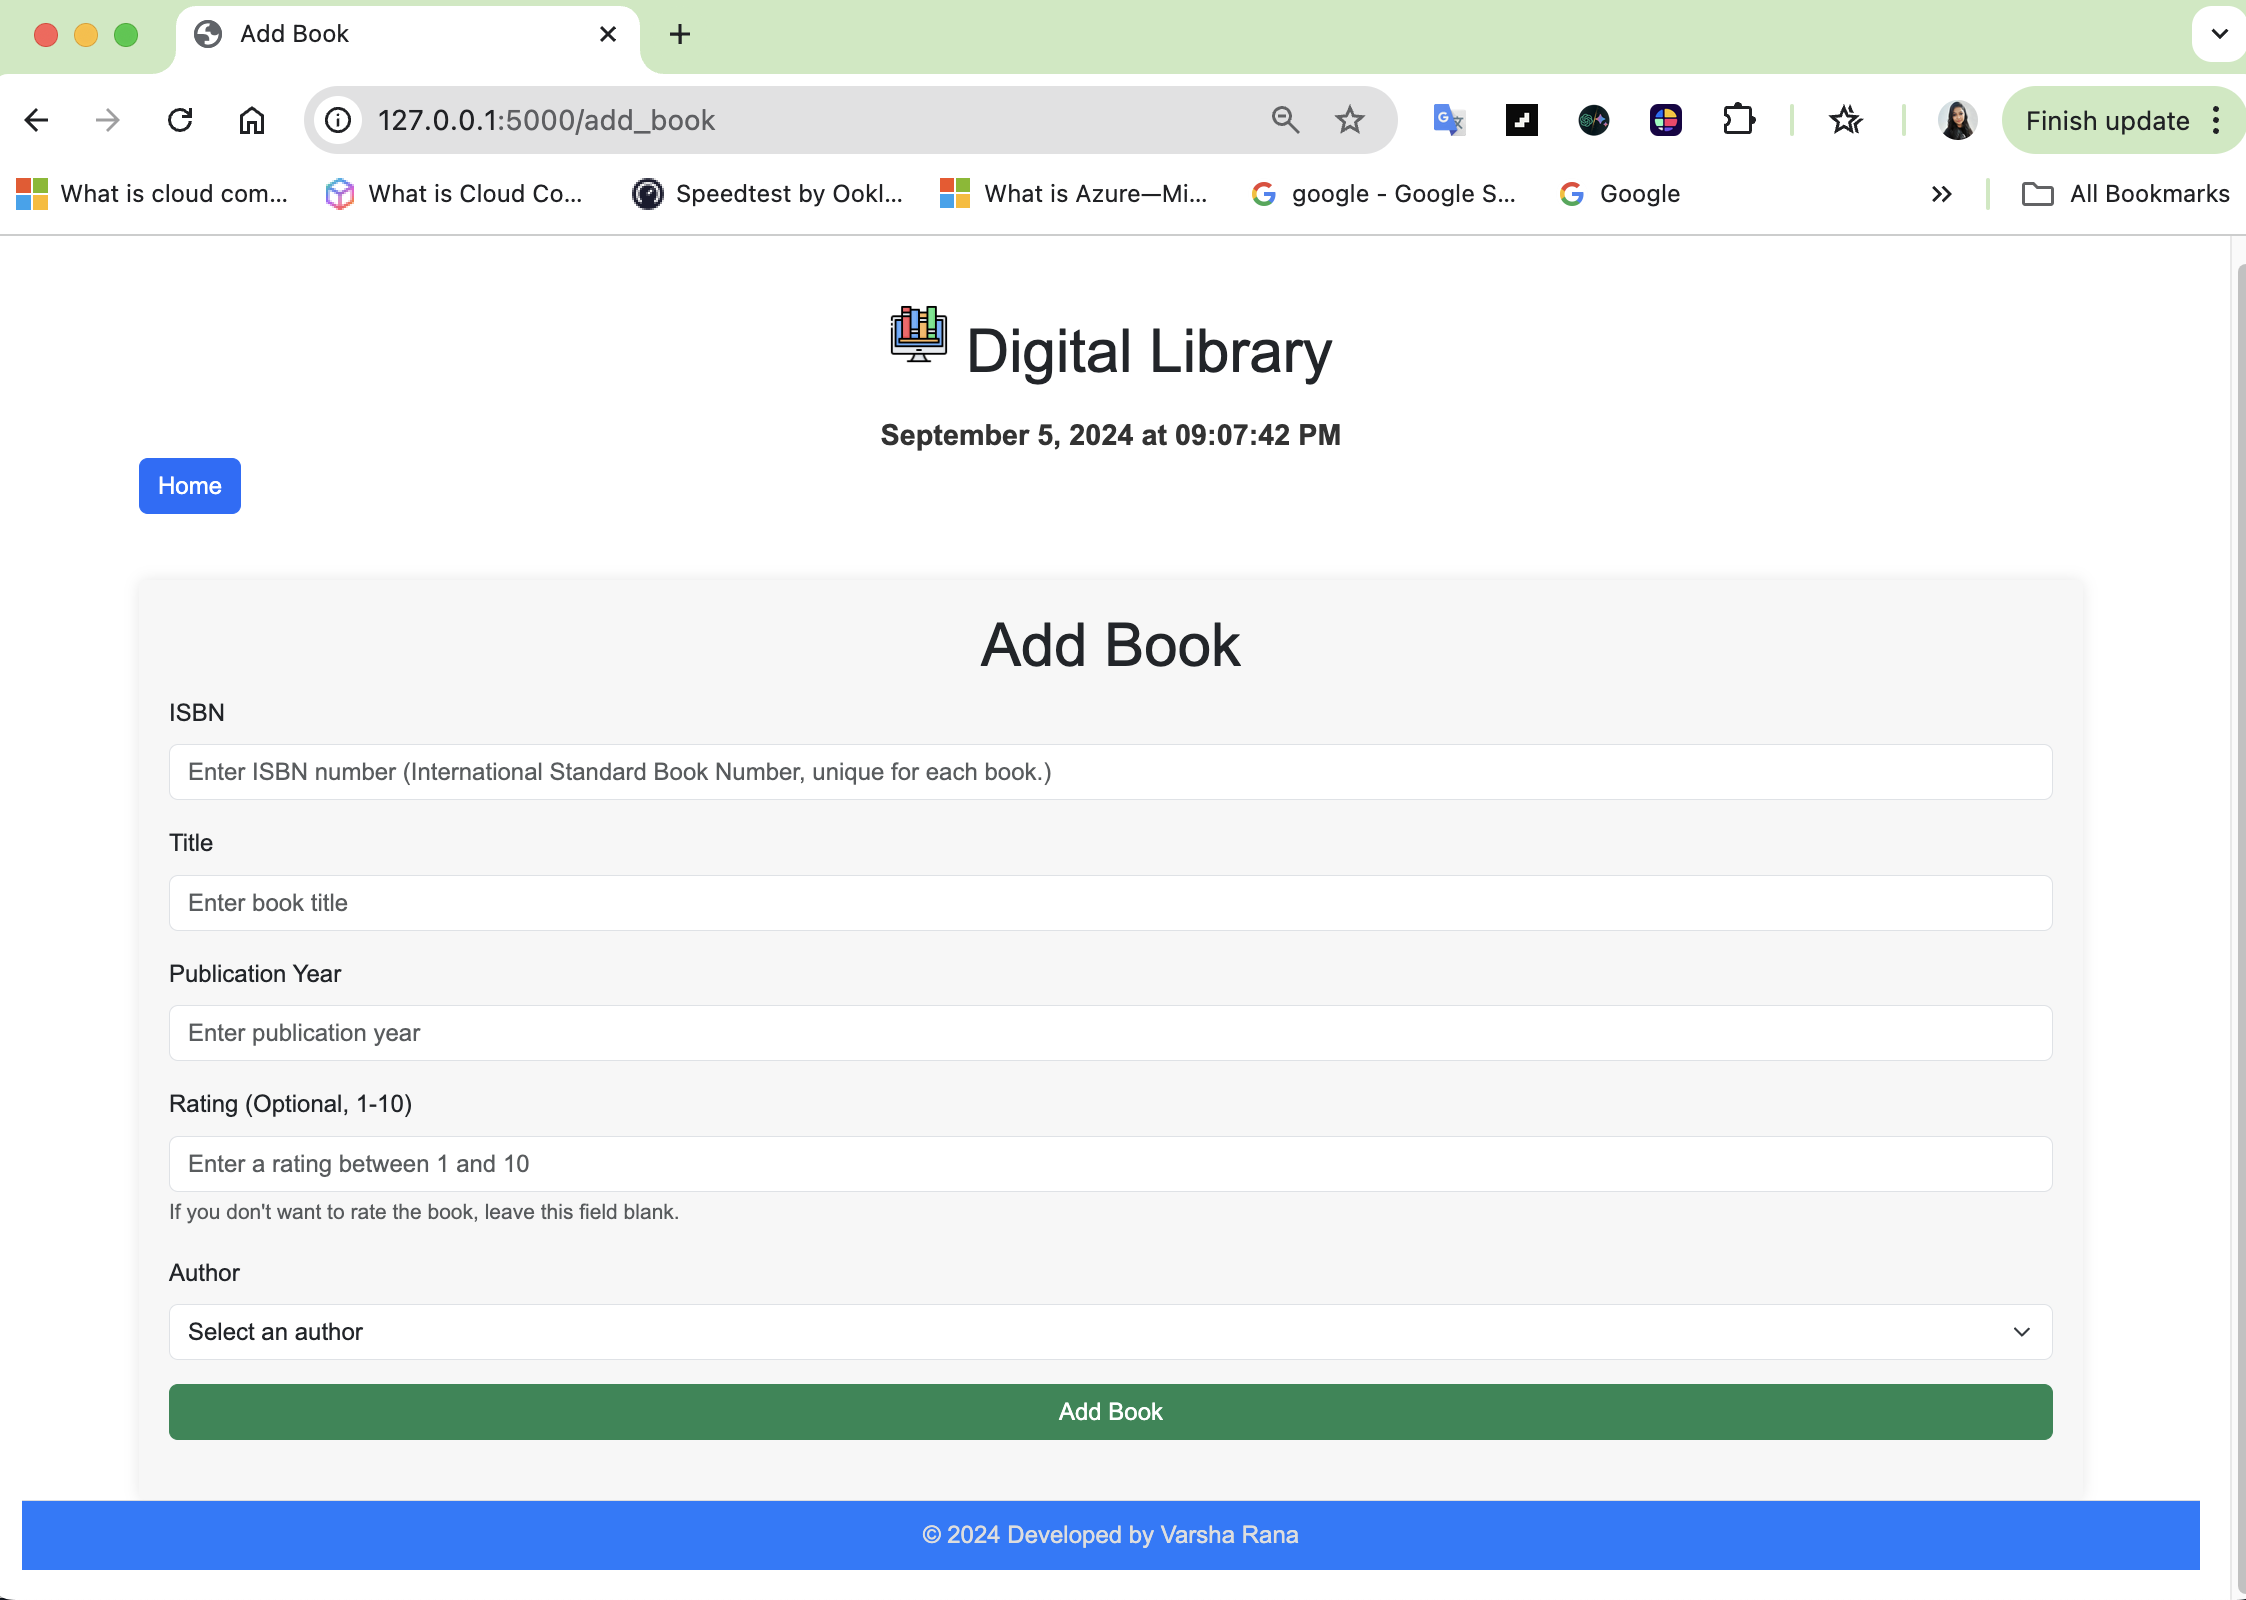 Add Book
127.0.0.1:5000/add_book
Finish update
What is cloud com...
What is Cloud Co...
Speedtest by Ookl...
What is Azure—Mi...
google - Google S...
Google
All Bookmarks
Digital Library
September 5, 2024 at 09:07:42 PM
Home
Add Book
ISBN
Enter ISBN number (International Standard Book Number, unique for each book.)
Title
Enter book title
Publication Year
Enter publication year
Rating (Optional, 1-10)
Enter a rating between 1 and 10
If you don't want to rate the book, leave this field blank.
Author
Select an author
Add Book
© 2024 Developed by Varsha Rana